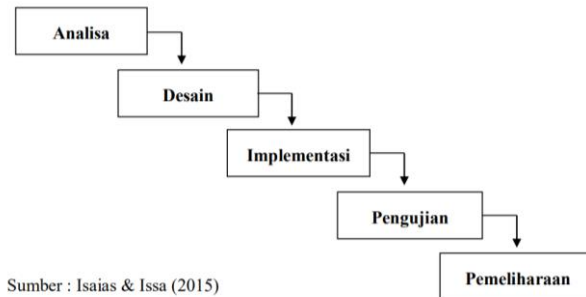 Analisa
Desain
Implementasi
Pengujian
Pemeliharaan
Sumber : Isaias & Issa (2015)